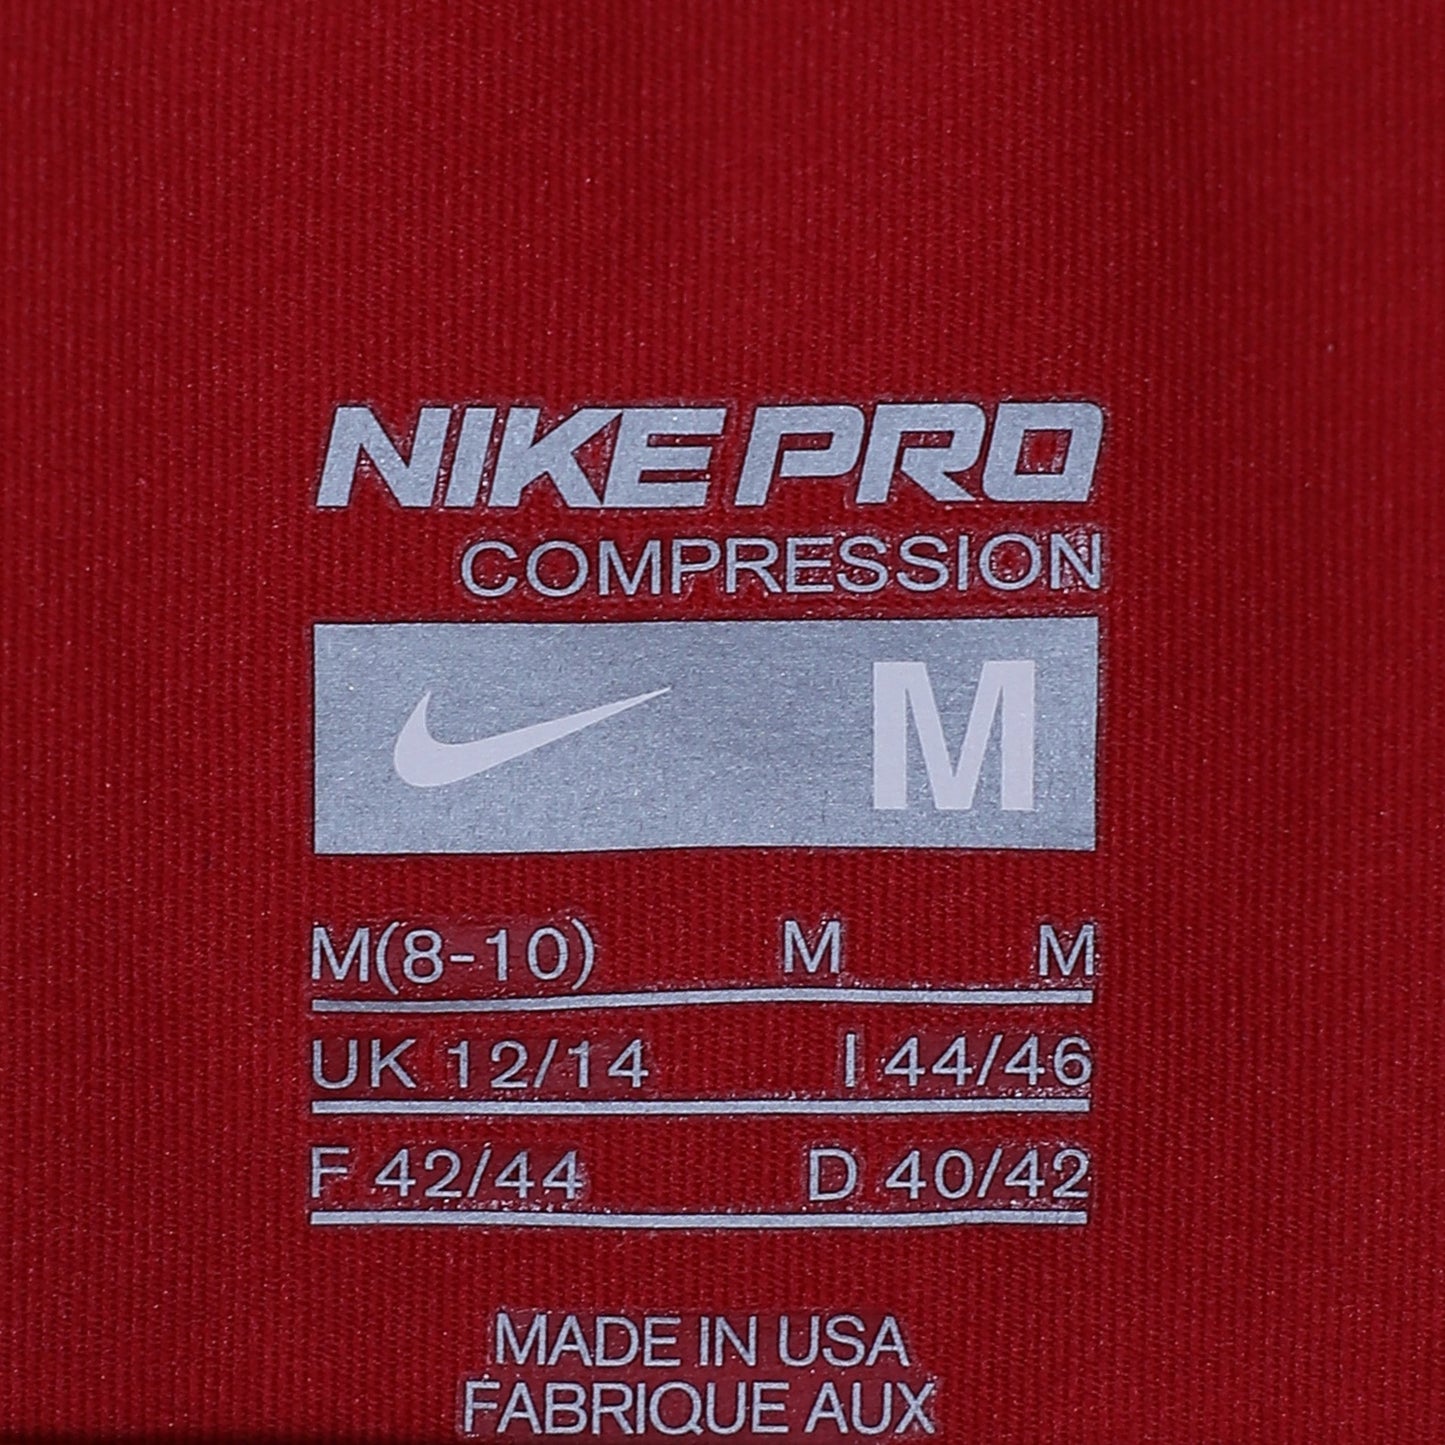 NIKE PRO
COMPRESSION
M
M(8-10) M M
UK 12/14 I 44/46
F 42/44 D 40/42
MADE IN USA
FABRIQUE AUX